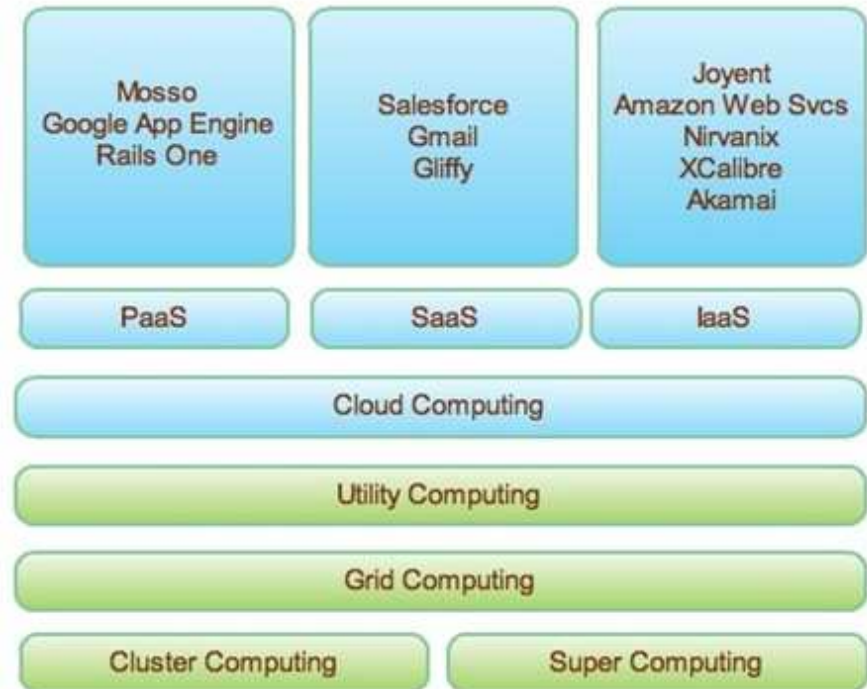 Mosso
Google App Engine
Rails One
Salesforce
Gmail
Gliffy
Joyent
Amazon Web Svcs
Nirvanix
XCalibre
Akamai
PaaS
SaaS
IaaS
Cloud Computing
Utility Computing
Grid Computing
Cluster Computing
Super Computing